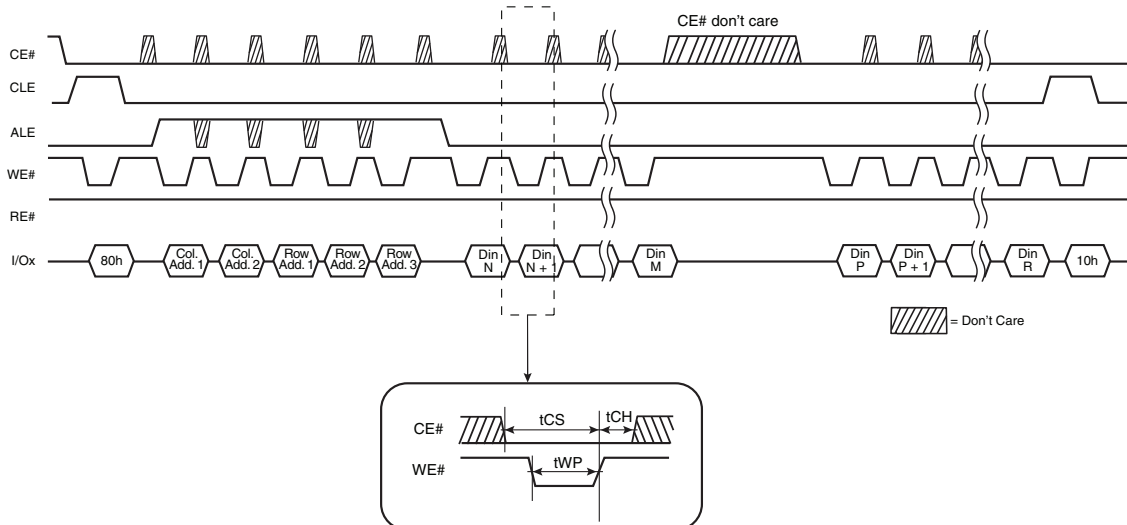 CE# don't care
CE#
CLE
ALE
WE#
RE#
I/Ox
80h
Col.
Add. 1
Col.
Add. 2
Row
Add. 1
Row
Add. 2
Row
Add. 3
Din
N
Din
N + 1
Din
M
Din
P
Din
P + 1
Din
R
10h
= Don't Care
CE#
tCS
tCH
WE#
tWP